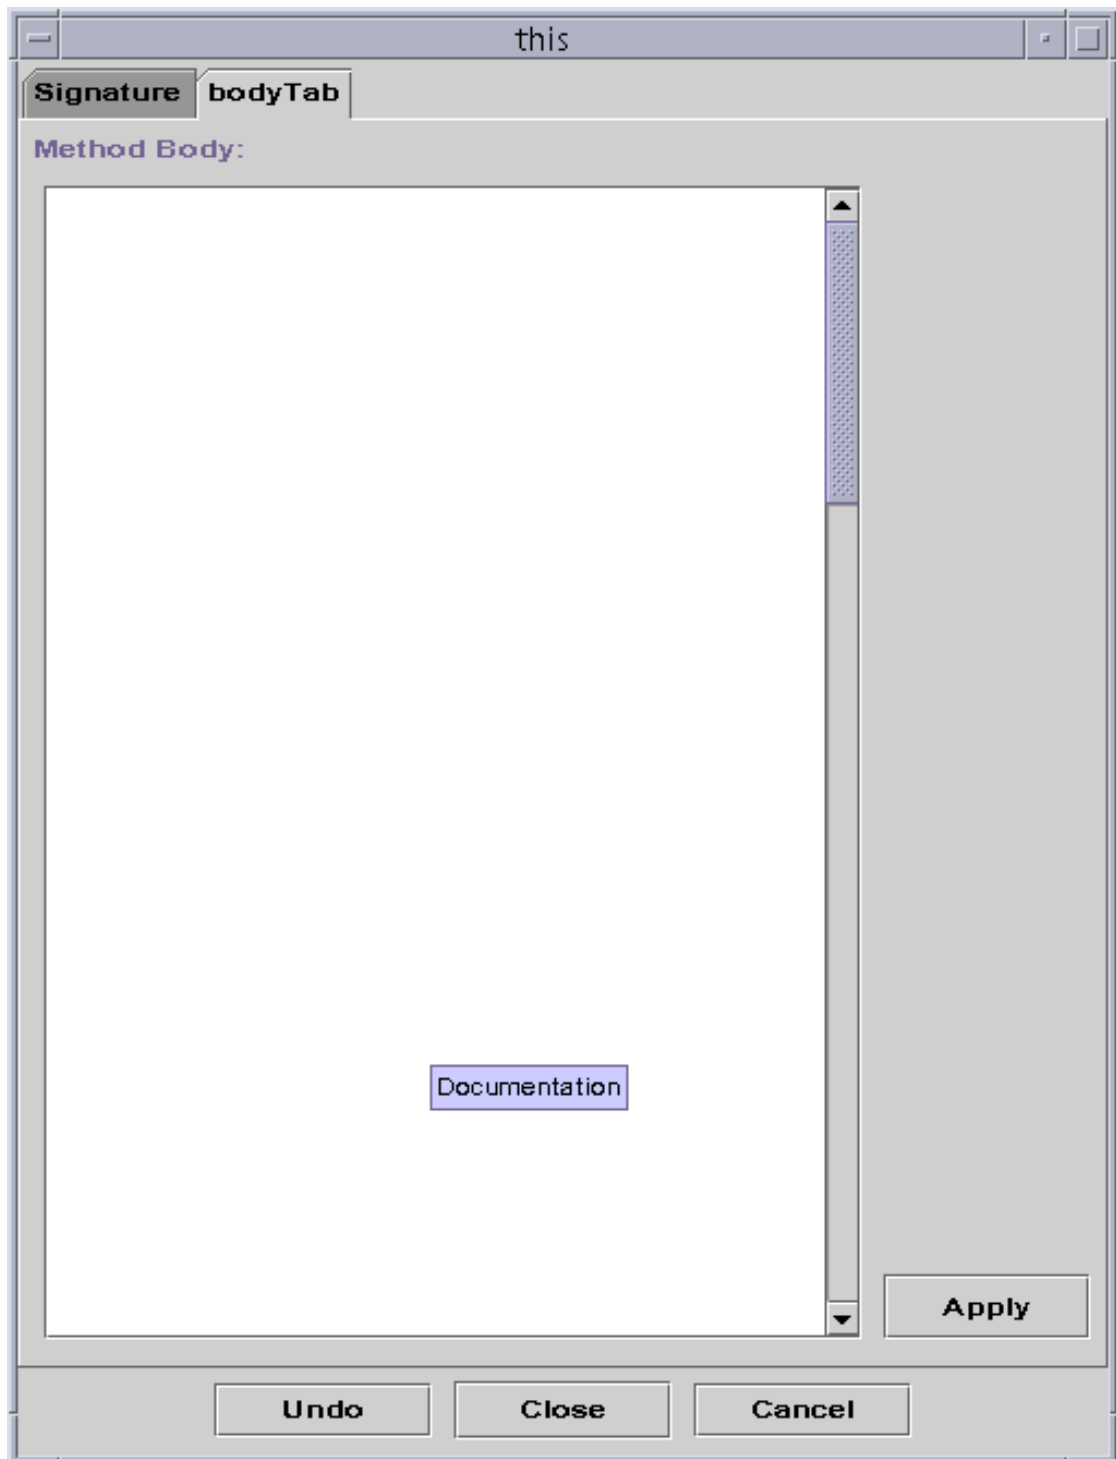 this
Signature bodyTab
Method Body:
Documentation
Apply
Undo Close Cancel